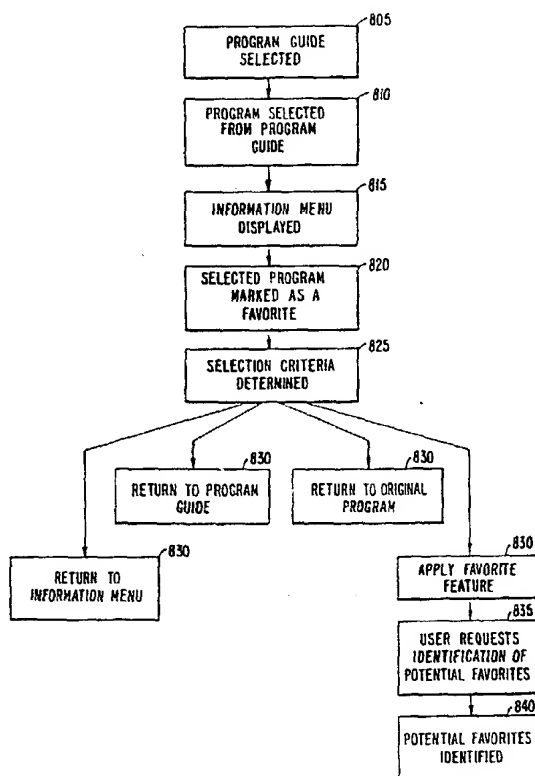 805
PROGRAM GUIDE
SELECTED
810
PROGRAM SELECTED
FROM PROGRAM
GUIDE
815
INFORMATION MENU
DISPLAYED
820
SELECTED PROGRAM
MARKED AS A
FAVORITE
825
SELECTION CRITERIA
DETERMINED
830
RETURN TO
INFORMATION MENU
830
RETURN TO PROGRAM
GUIDE
830
RETURN TO ORIGINAL
PROGRAM
830
APPLY FAVORITE
FEATURE
835
USER REQUESTS
IDENTIFICATION OF
POTENTIAL FAVORITES
840
POTENTIAL FAVORITES
IDENTIFIED